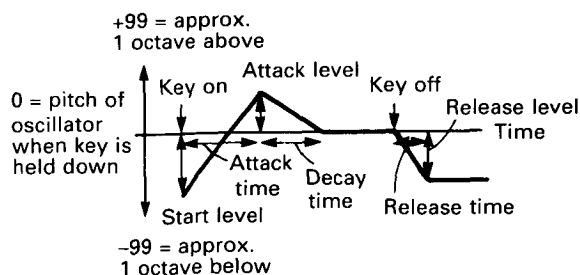 +99 = approx.
1 octave above
Key on
Attack level
Key off
0 = pitch of
oscillator
when key is
held down
Release level
Time
Attack
time
Decay
time
Start level
Release time
–99 = approx.
1 octave below